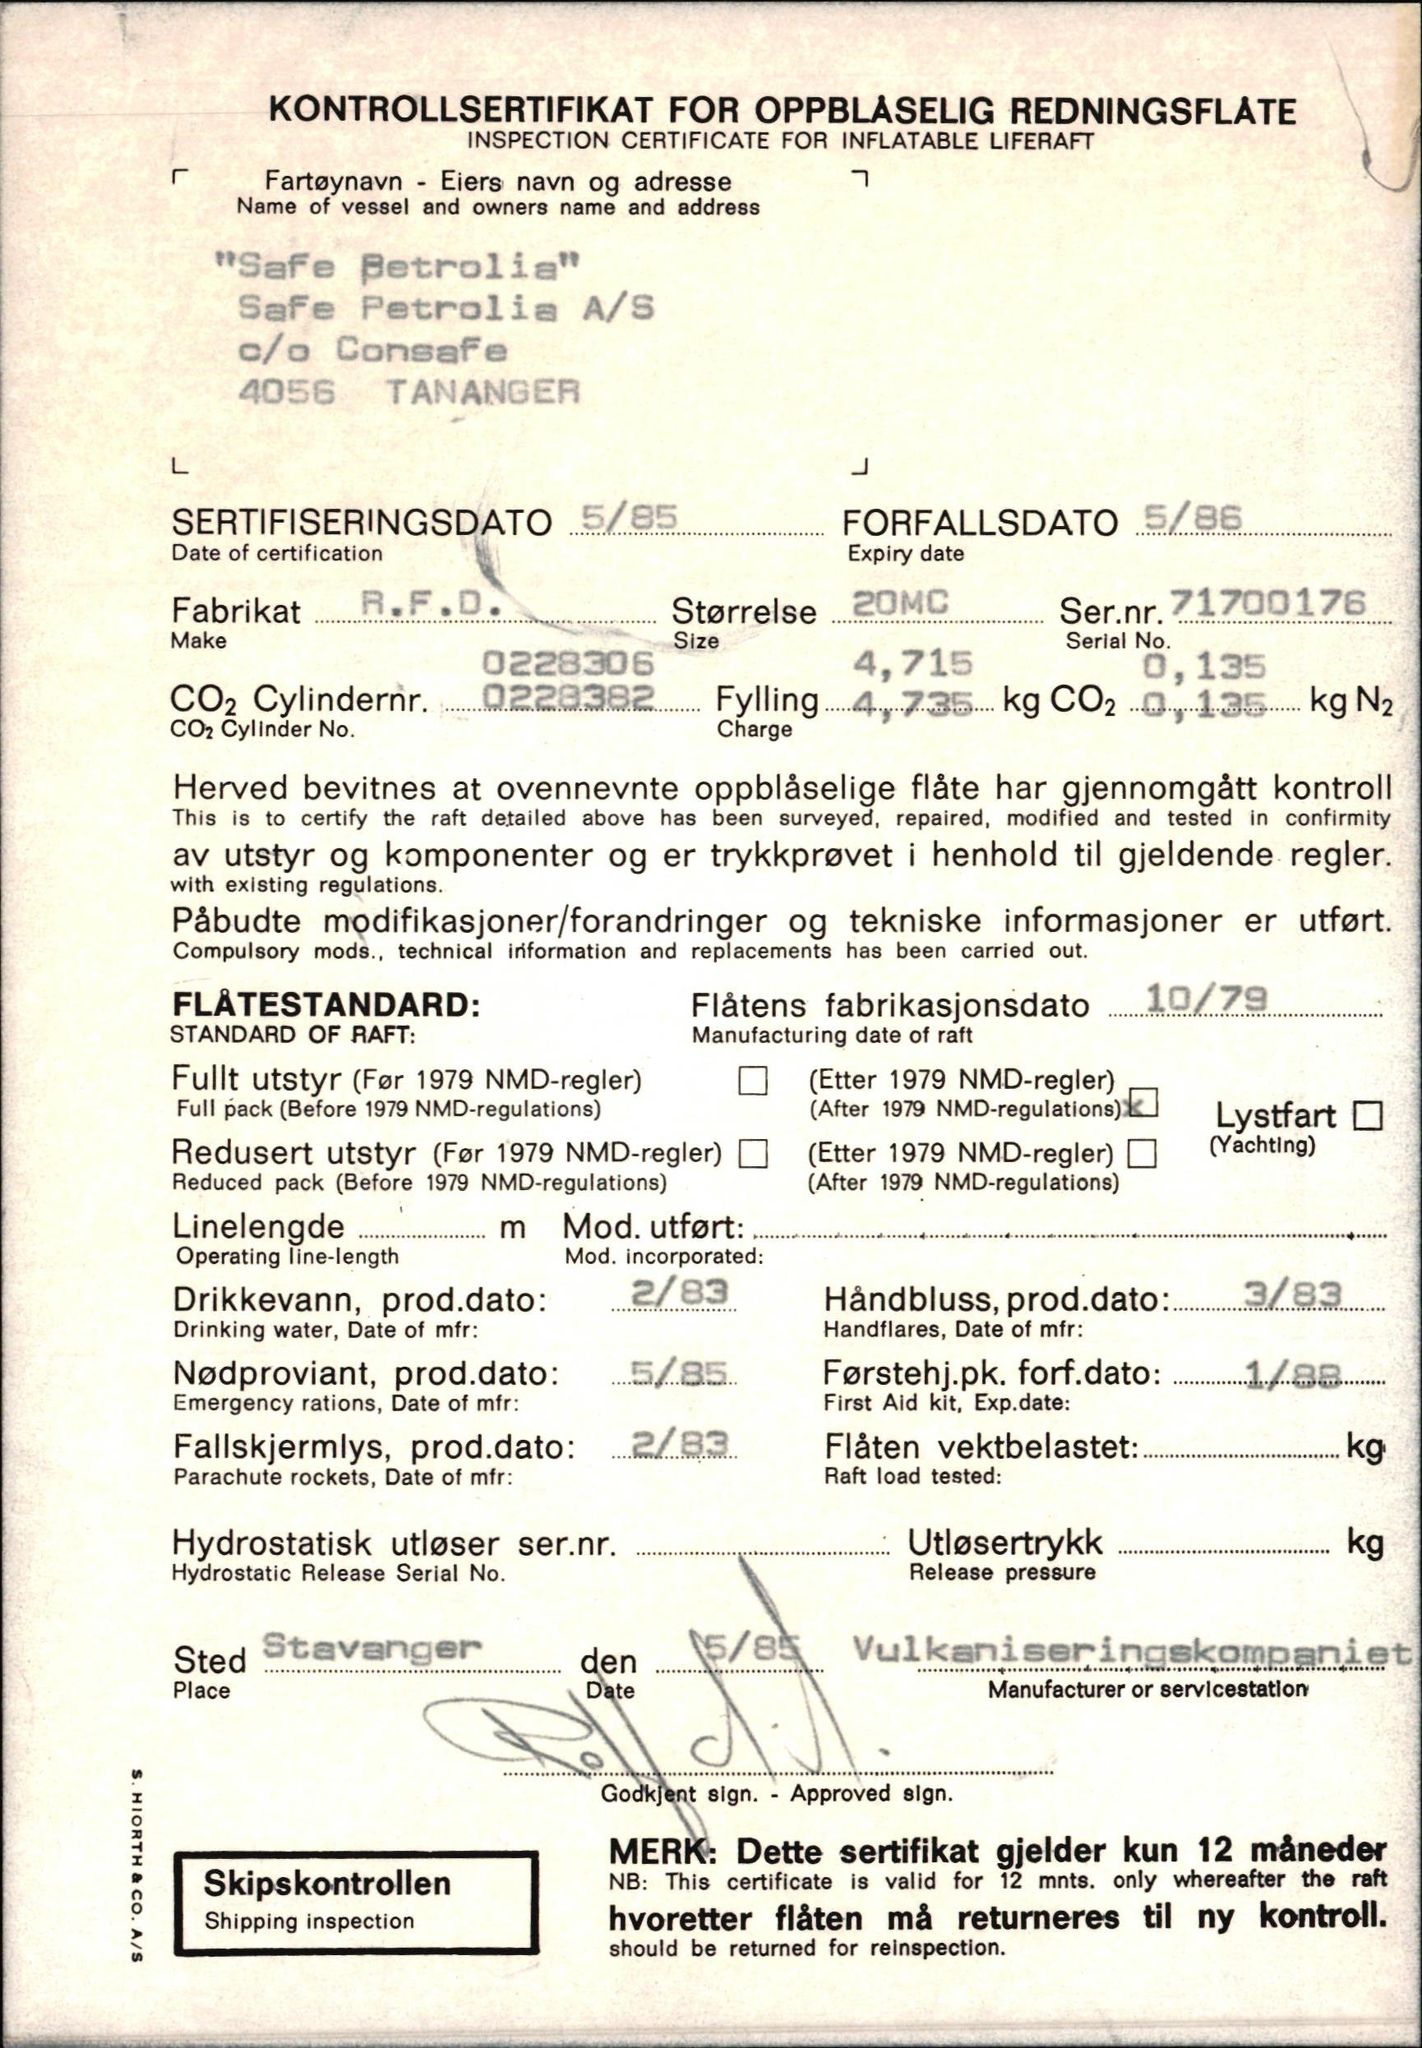 KONTROLLSERTIFIKAT FOR OPPBLÅSELIG REDNINGSFLÅTE
INSPECTION CERTIFICATE FOR INFLATABLE LIFERAFT
Fartøynavn - Eiers navn og adresse
Name of vessel and owners name and address
"Safe Petrolia"
Safe Petrolia A/S
c/o Consafe
4056 TANANGER
SERTIFISERINGSDATO 5/85 FORFALLSDATO 5/86
Date of certification Expiry date
Fabrikat R.F.D. Størrelse 20MC Ser.nr. 71700176
Make Size Serial No.
0228306 4,715 0,135
CO2 Cylindernr. 0228382 Fylling 4,735 kg CO2 0,135 kg N2
CO2 Cylinder No. Charge
Herved bevitnes at ovennevnte oppblåselige flåte har gjennomgått kontroll
This is to certify the raft detailed above has been surveyed, repaired, modified and tested in confirmity
av utstyr og komponenter og er trykkprøvet i henhold til gjeldende regler.
with existing regulations.
Påbudte modifikasjoner/forandringer og tekniske informasjoner er utført.
Compulsory mods., technical information and replacements has been carried out.
FLÅTESTANDARD: Flåtens fabrikasjonsdato 10/79
STANDARD OF RAFT: Manufacturing date of raft
Fullt utstyr (Før 1979 NMD-regler) (Etter 1979 NMD-regler)
Full pack (Before 1979 NMD-regulations) (After 1979 NMD-regulations) x Lystfart
(Yachting)
Redusert utstyr (Før 1979 NMD-regler) (Etter 1979 NMD-regler)
Reduced pack (Before 1979 NMD-regulations) (After 1979 NMD-regulations)
Linelengde m Mod. utført:
Operating line-length Mod. incorporated:
Drikkevann, prod.dato: 2/83 Håndbluss, prod.dato: 3/83
Drinking water, Date of mfr: Handflares, Date of mfr:
Nødproviant, prod.dato: 5/85 Førstehj.pk. forf.dato: 1/88
Emergency rations, Date of mfr: First Aid kit, Exp.date:
Fallskjermlys, prod.dato: 2/83 Flåten vektbelastet: kg
Parachute rockets, Date of mfr: Raft load tested:
Hydrostatisk utløser ser.nr. Utløsertrykk kg
Hydrostatic Release Serial No. Release pressure
Sted Stavanger den 5/85 Vulkaniseringskompaniet
Place Date Manufacturer or servicestation
Godkjent sign. - Approved sign.
S. HIORTH & CO. A/S
Skipskontrollen
Shipping inspection
MERK: Dette sertifikat gjelder kun 12 måneder
NB: This certificate is valid for 12 mnts. only whereafter the raft
hvoretter flåten må returneres til ny kontroll.
should be returned for reinspection.